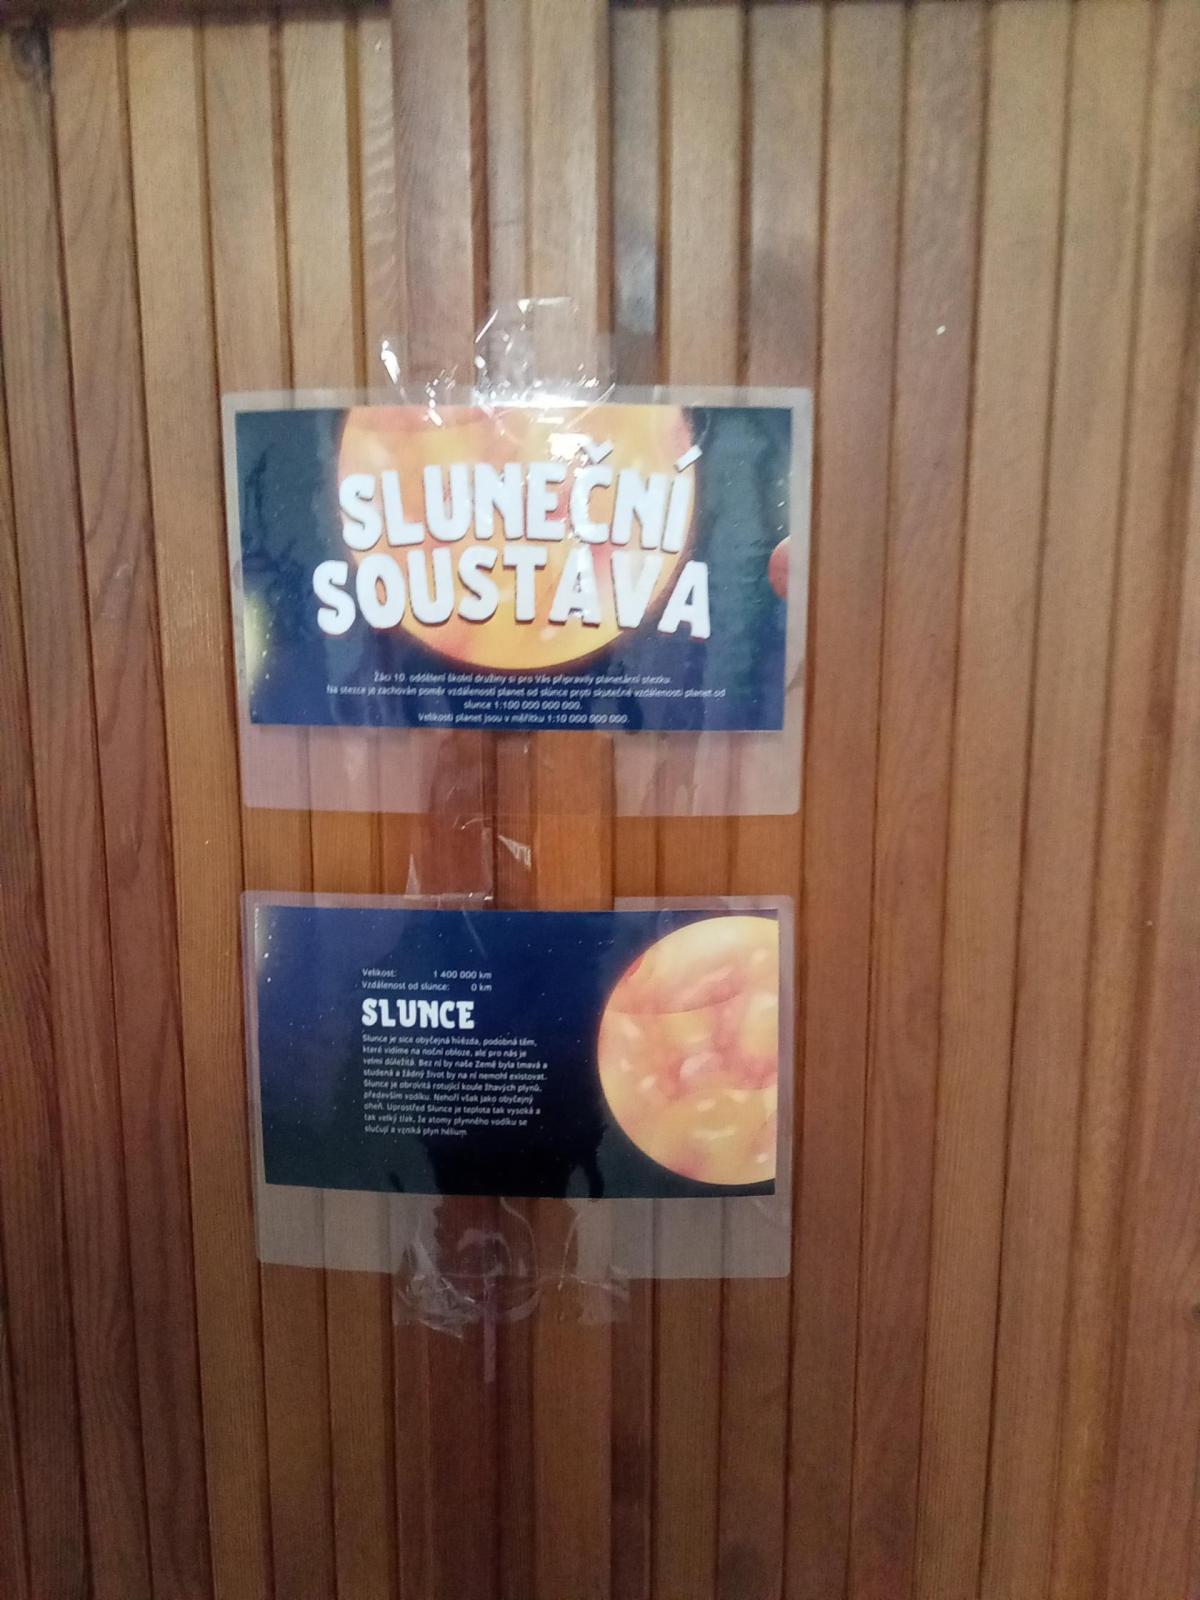 SLUNEČNÍ
SOUSTAVA
Žáci 10. oddělení školní družiny si pro Vás připravily planetární stezku.
Na stezce je zachován poměr vzdáleností planet od slunce proti skutečné vzdálenosti planet od
slunce 1:100 000 000 000.
Velikosti planet jsou v měřítku 1:10 000 000 000.
Velikost: 1 400 000 km
Vzdálenost od slunce: 0 km
SLUNCE
Slunce je sice obyčejná hvězda, podobná těm,
které vidíme na noční obloze, ale pro nás je
velmi důležitá. Bez ní by naše Země byla tmavá a
studená a žádný život by na ní nemohl existovat.
Slunce je obrovitá rotující koule žhavých plynů,
především vodíku. Nehoří však jako obyčejný
oheň. Uprostřed Slunce je teplota tak vysoká a
tak velký tlak, že atomy plynného vodíku se
slučují a vzniká plyn hélium.